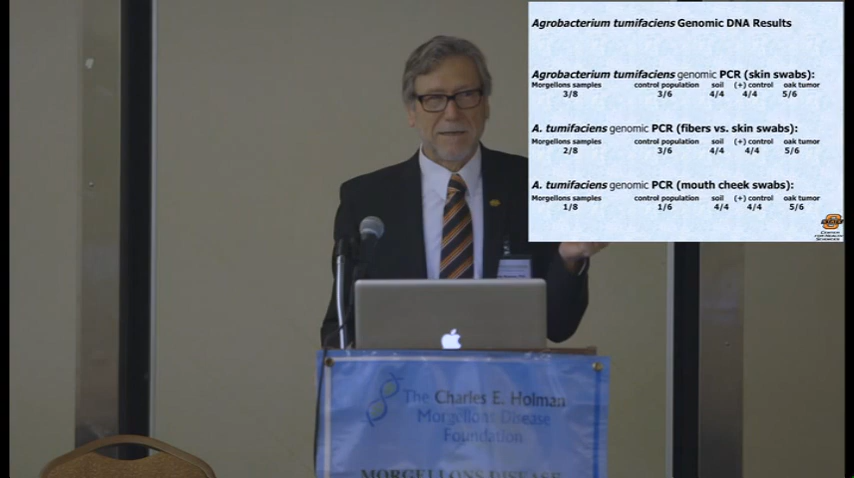 Agrobacterium tumifaciens Genomic DNA Results
Agrobacterium tumifaciens genomic PCR (skin swabs):
Morgellons samples control population soil (+) control oak tumor
3/8 3/6 4/4 4/4 5/6
A. tumifaciens genomic PCR (fibers vs. skin swabs):
Morgellons samples control population soil (+) control oak tumor
2/8 3/6 4/4 4/4 5/6
A. tumifaciens genomic PCR (mouth cheek swabs):
Morgellons samples control population soil (+) control oak tumor
1/8 1/6 4/4 4/4 5/6
CENTER
FOR HEALTH
SCIENCES
The Charles E. Holman
Morgellons Disease
Foundation
MORGELLONS DISEASE